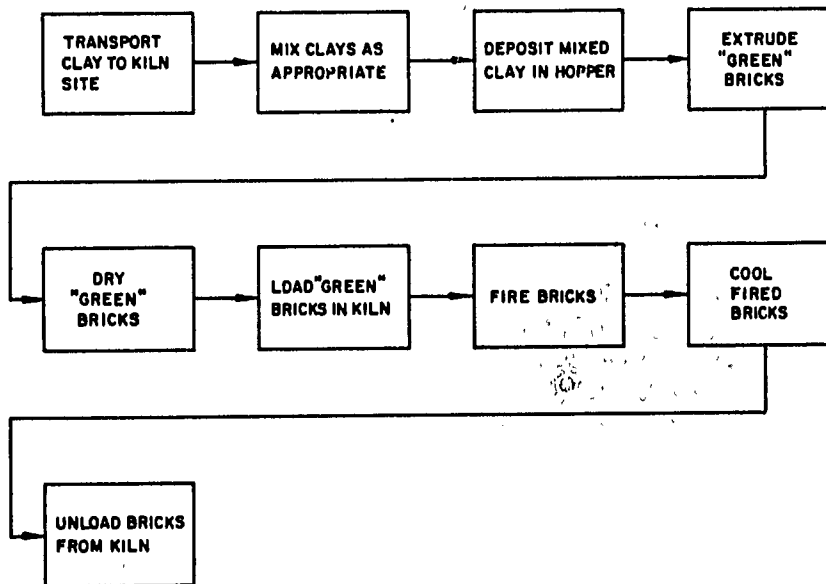 TRANSPORT
CLAY TO KILN
SITE
MIX CLAYS AS
APPROPRIATE
DEPOSIT MIXED
CLAY IN HOPPER
EXTRUDE
"GREEN"
BRICKS
DRY
"GREEN"
BRICKS
LOAD "GREEN"
BRICKS IN KILN
FIRE BRICKS
COOL
FIRED
BRICKS
UNLOAD BRICKS
FROM KILN